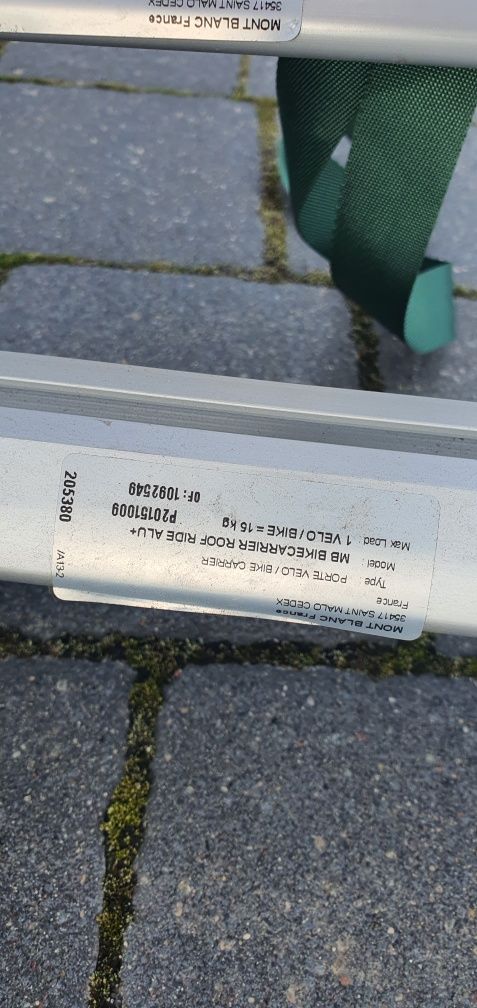 35417 SAINT MALO CEDEX
MONT BLANC France
MONT BLANC France
35417 SAINT MALO CEDEX
France
Type PORTE VELO / BIKE CARRIER
Model : MB BIKECARRIER ROOF RIDE ALU+
Max Load : 1 VELO / BIKE = 15 kg
P20151009
OF: 1092549
205380
/A13-2